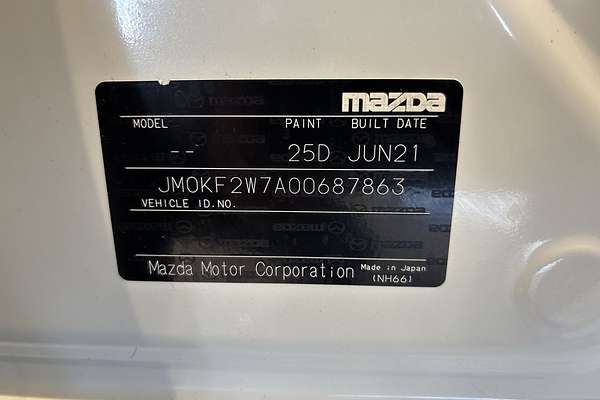 mazda
MODEL PAINT BUILT DATE
-- 25D JUN21
JM0KF2W7A00687863
VEHICLE ID.NO.
Mazda Motor Corporation Made in Japan
(NH66)